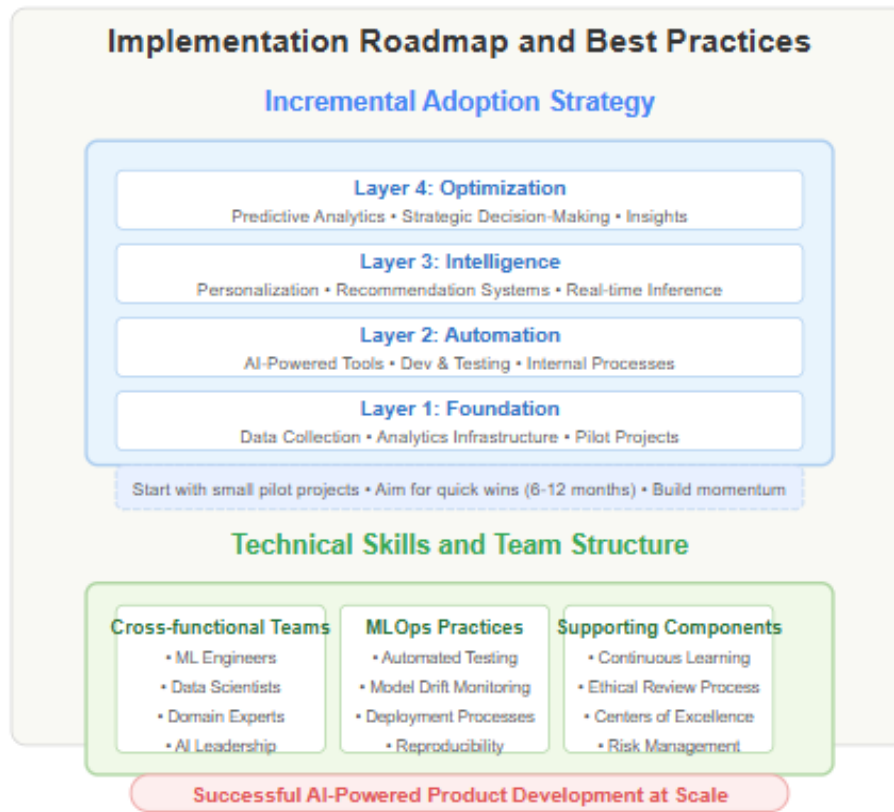 Implementation Roadmap and Best Practices
Incremental Adoption Strategy
Layer 4: Optimization
Predictive Analytics • Strategic Decision-Making • Insights
Layer 3: Intelligence
Personalization • Recommendation Systems • Real-time Inference
Layer 2: Automation
AI-Powered Tools • Dev & Testing • Internal Processes
Layer 1: Foundation
Data Collection • Analytics Infrastructure • Pilot Projects
Start with small pilot projects • Aim for quick wins (6-12 months) • Build momentum
Technical Skills and Team Structure
Cross-functional Teams
• ML Engineers
• Data Scientists
• Domain Experts
• AI Leadership
MLOps Practices
• Automated Testing
• Model Drift Monitoring
• Deployment Processes
• Reproducibility
Supporting Components
• Continuous Learning
• Ethical Review Process
• Centers of Excellence
• Risk Management
Successful AI-Powered Product Development at Scale